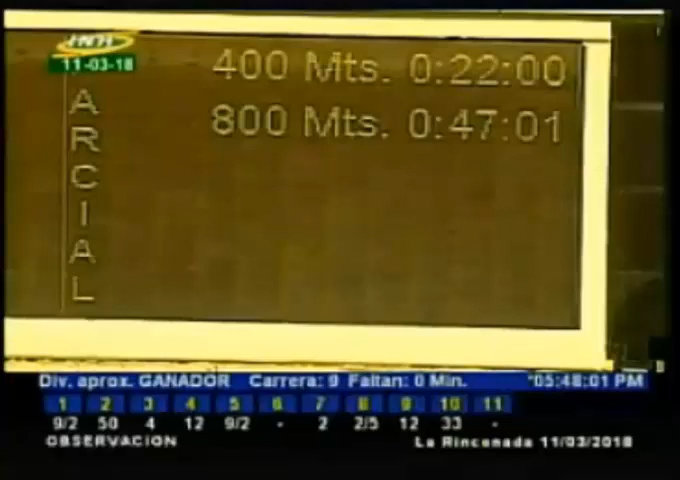 INH
11-03-18
400 Mts. 0:22:00
800 Mts. 0:47:01
A
R
C
I
A
L
Div. aprox. GANADOR Carrera: 9 Faltan: 0 Min. *05:48:01 PM
1 2 3 4 5 6 7 8 9 10 11
9/2 50 4 12 9/2 - 2 2/5 12 33 -
OBSERVACION La Rinconada 11/03/2018